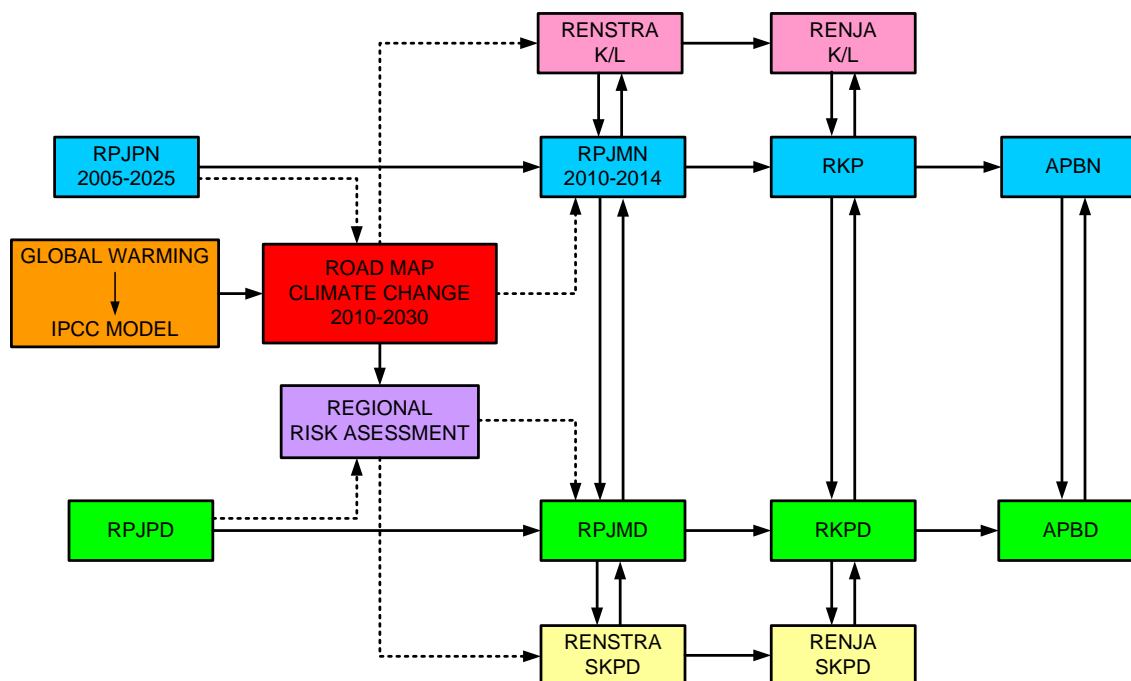 RENSTRA
K/L
RENJA
K/L
RPJPN
2005-2025
RPJMN
2010-2014
RKP
APBN
GLOBAL WARMING
IPCC MODEL
ROAD MAP
CLIMATE CHANGE
2010-2030
REGIONAL
RISK ASESSMENT
RPJPD
RPJMD
RKPD
APBD
RENSTRA
SKPD
RENJA
SKPD